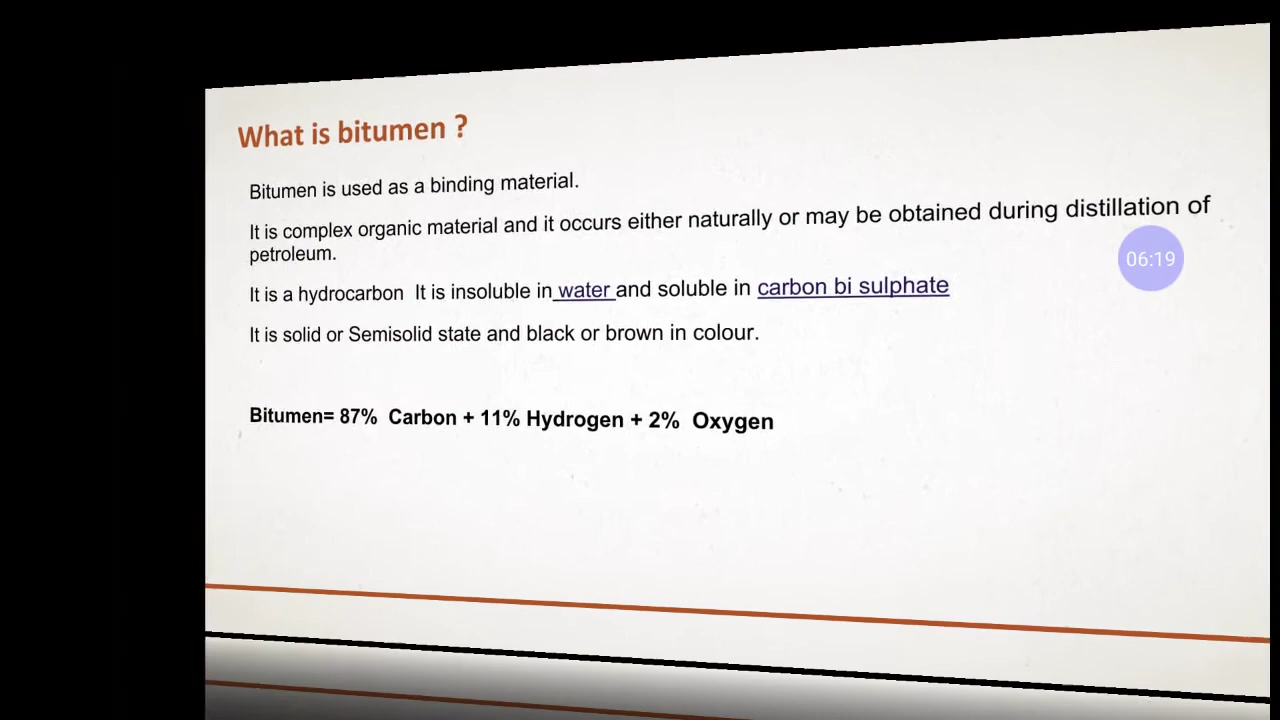 What is bitumen ?
Bitumen is used as a binding material.
It is complex organic material and it occurs either naturally or may be obtained during distillation of
petroleum.
06:19
It is a hydrocarbon It is insoluble in water and soluble in carbon bi sulphate
It is solid or Semisolid state and black or brown in colour.
Bitumen= 87% Carbon + 11% Hydrogen + 2% Oxygen